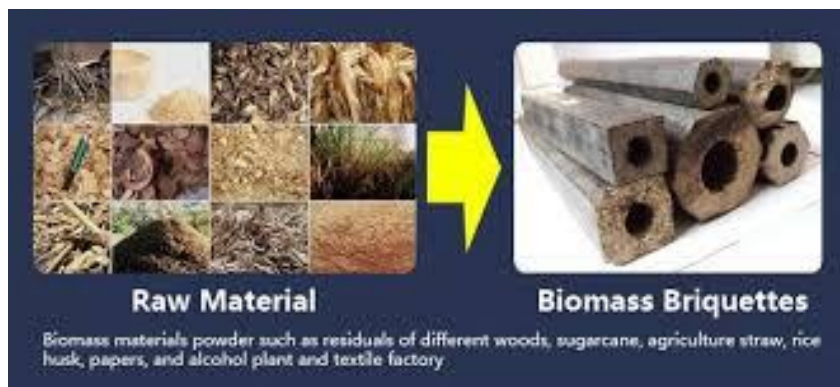 Raw Material
Biomass Briquettes
Biomass materials powder such as residuals of different woods, sugarcane, agriculture straw, rice
husk, papers, and alcohol plant and textile factory